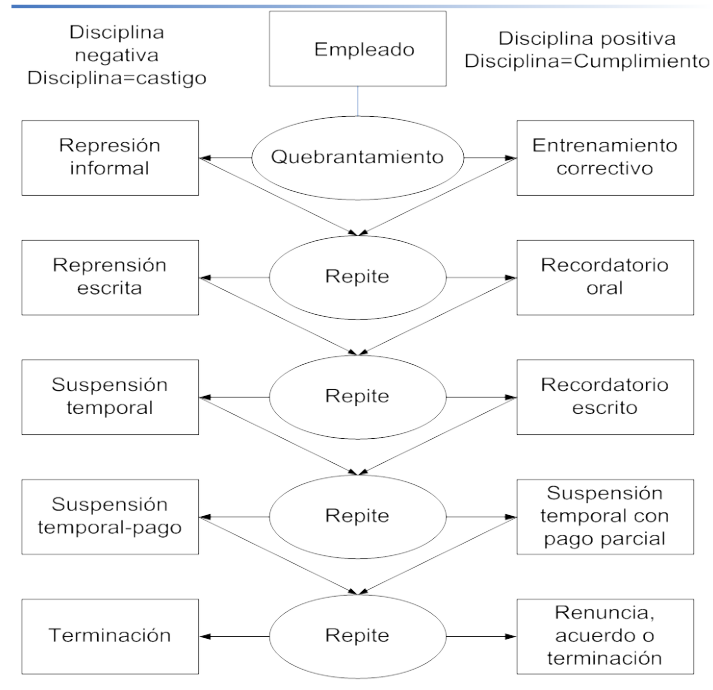 Disciplina
negativa
Disciplina=castigo
Empleado
Disciplina positiva
Disciplina=Cumplimiento
Represión
informal
Quebrantamiento
Entrenamiento
correctivo
Reprensión
escrita
Repite
Recordatorio
oral
Suspensión
temporal
Repite
Recordatorio
escrito
Suspensión
temporal-pago
Repite
Suspensión
temporal con
pago parcial
Terminación
Repite
Renuncia,
acuerdo o
terminación